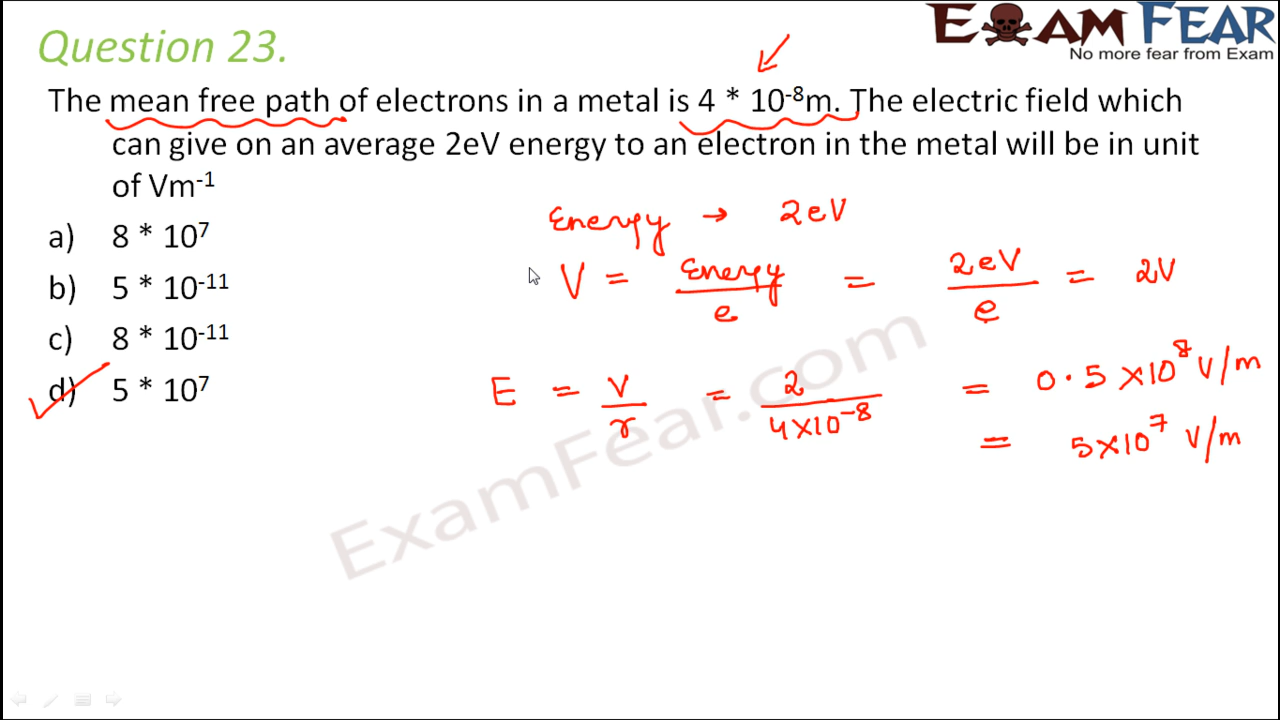 EXAM FEAR
No more fear from Exam
Question 23.
The mean free path of electrons in a metal is 4 * 10⁻⁸m. The electric field which
can give on an average 2eV energy to an electron in the metal will be in unit
of Vm⁻¹
a) 8 * 10⁷
b) 5 * 10⁻¹¹
c) 8 * 10⁻¹¹
d) 5 * 10⁷
Energy → 2eV
V = Energy/e = 2eV/e = 2V
E = V/r = 2/4×10⁻⁸ = 0.5×10⁸ V/m
= 5×10⁷ V/m
ExamFear.com